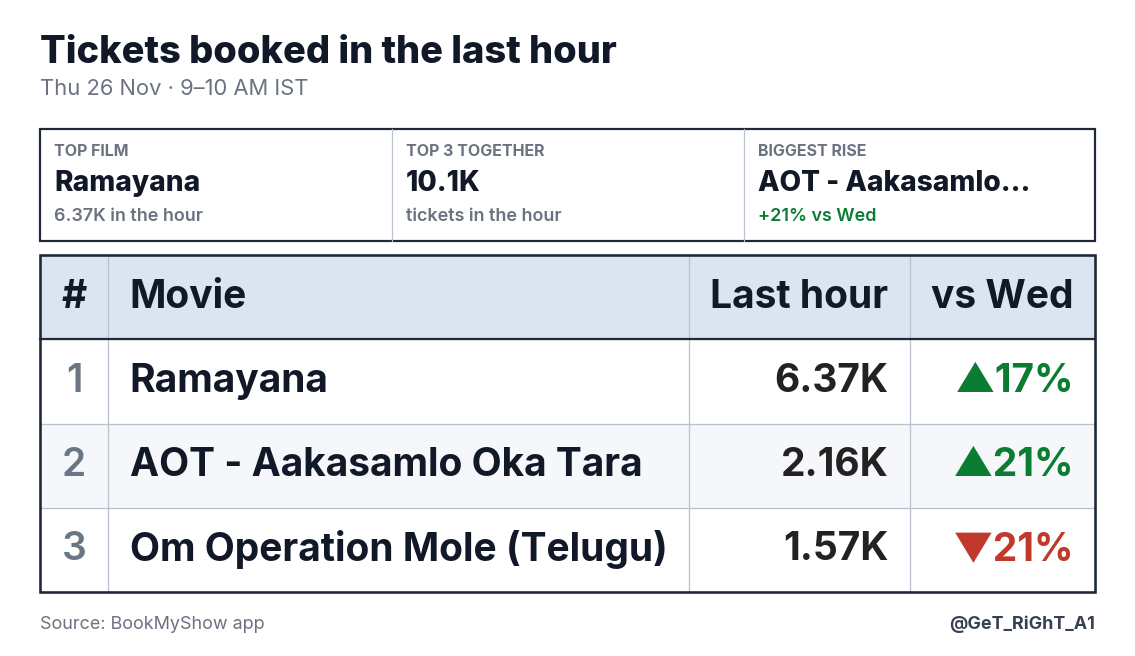 Tickets booked in the last hour
Thu 26 Nov · 9–10 AM IST
TOP FILM
Ramayana
6.37K in the hour
TOP 3 TOGETHER
10.1K
tickets in the hour
BIGGEST RISE
AOT - Aakasamlo...
+21% vs Wed
# Movie Last hour vs Wed
1 Ramayana 6.37K ▲17%
2 AOT - Aakasamlo Oka Tara 2.16K ▲21%
3 Om Operation Mole (Telugu) 1.57K ▼21%
Source: BookMyShow app
@GeT_RiGhT_A1